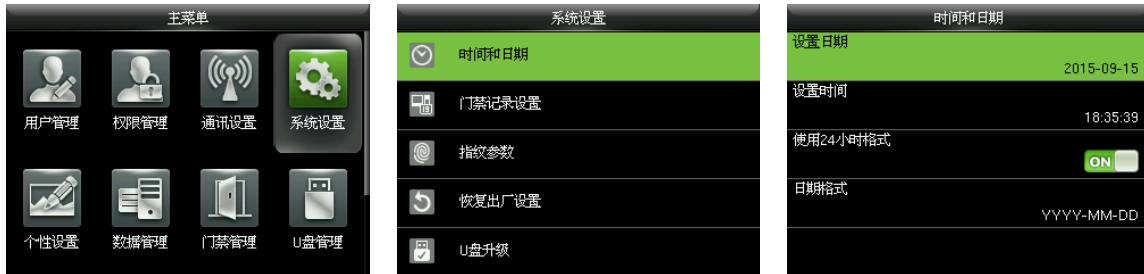 主菜单
用户管理 权限管理 通讯设置 系统设置
个性设置 数据管理 门禁管理 U盘管理
系统设置
时间和日期
门禁记录设置
指纹参数
恢复出厂设置
U盘升级
时间和日期
设置日期
2015-09-15
设置时间
18:35:39
使用24小时格式
ON
日期格式
YYYY-MM-DD